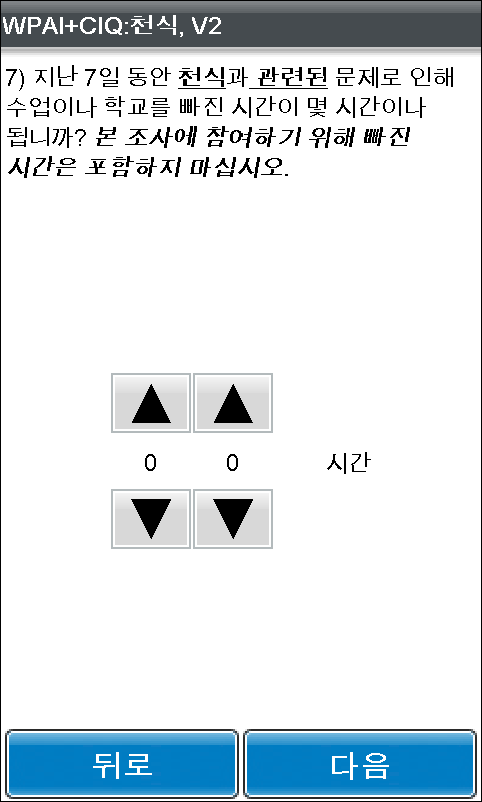 WPAI+CIQ:천식, V2
7) 지난 7일 동안 천식과 관련된 문제로 인해
수업이나 학교를 빠진 시간이 몇 시간이나
됩니까? 본 조사에 참여하기 위해 빠진
시간은 포함하지 마십시오.
0 0 시간
뒤로 다음